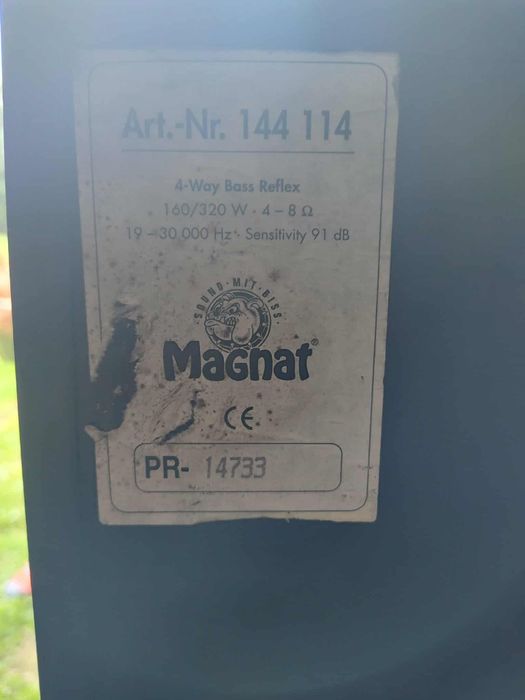 Art.-Nr. 144 114
4-Way Bass Reflex
160/320 W · 4 – 8 Ω
19 – 30 000 Hz · Sensitivity 91 dB
· SOUND · MIT · BISS ·
Magnat®
CE
PR- 14733